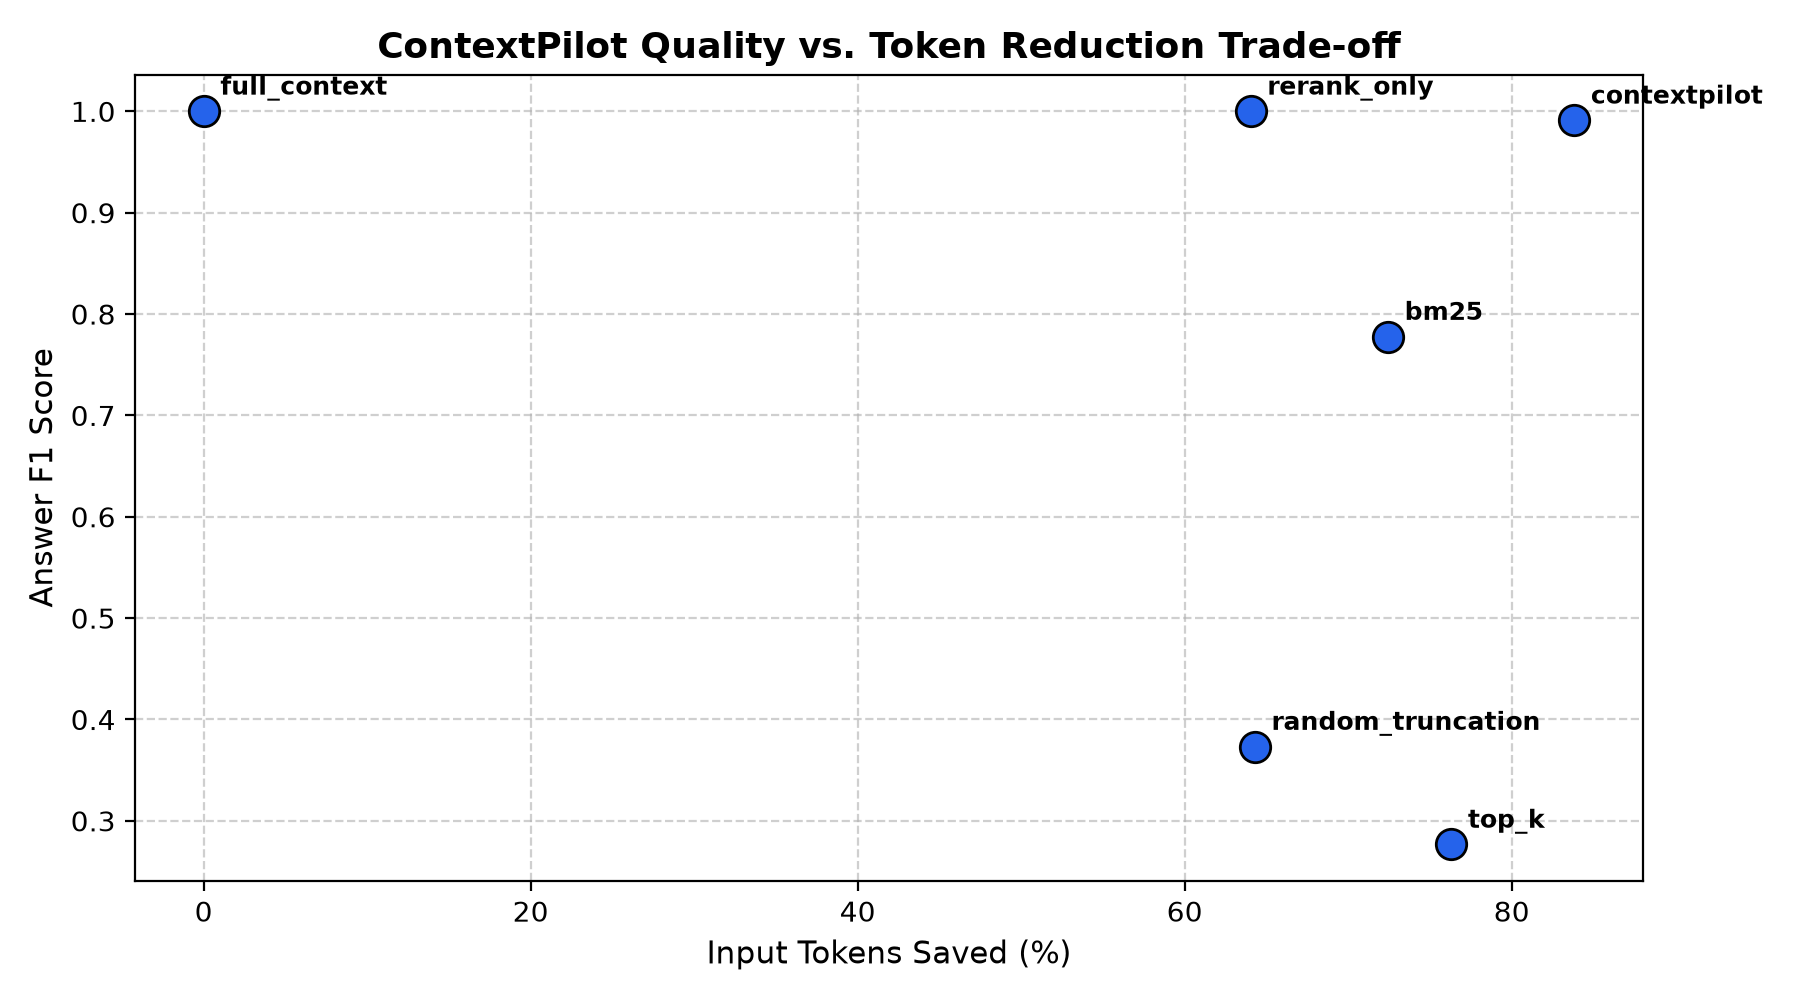 ContextPilot Quality vs. Token Reduction Trade-off
full_context
rerank_only
contextpilot
bm25
random_truncation
top_k
Answer F1 Score
1.0
0.9
0.8
0.7
0.6
0.5
0.4
0.3
0 20 40 60 80
Input Tokens Saved (%)